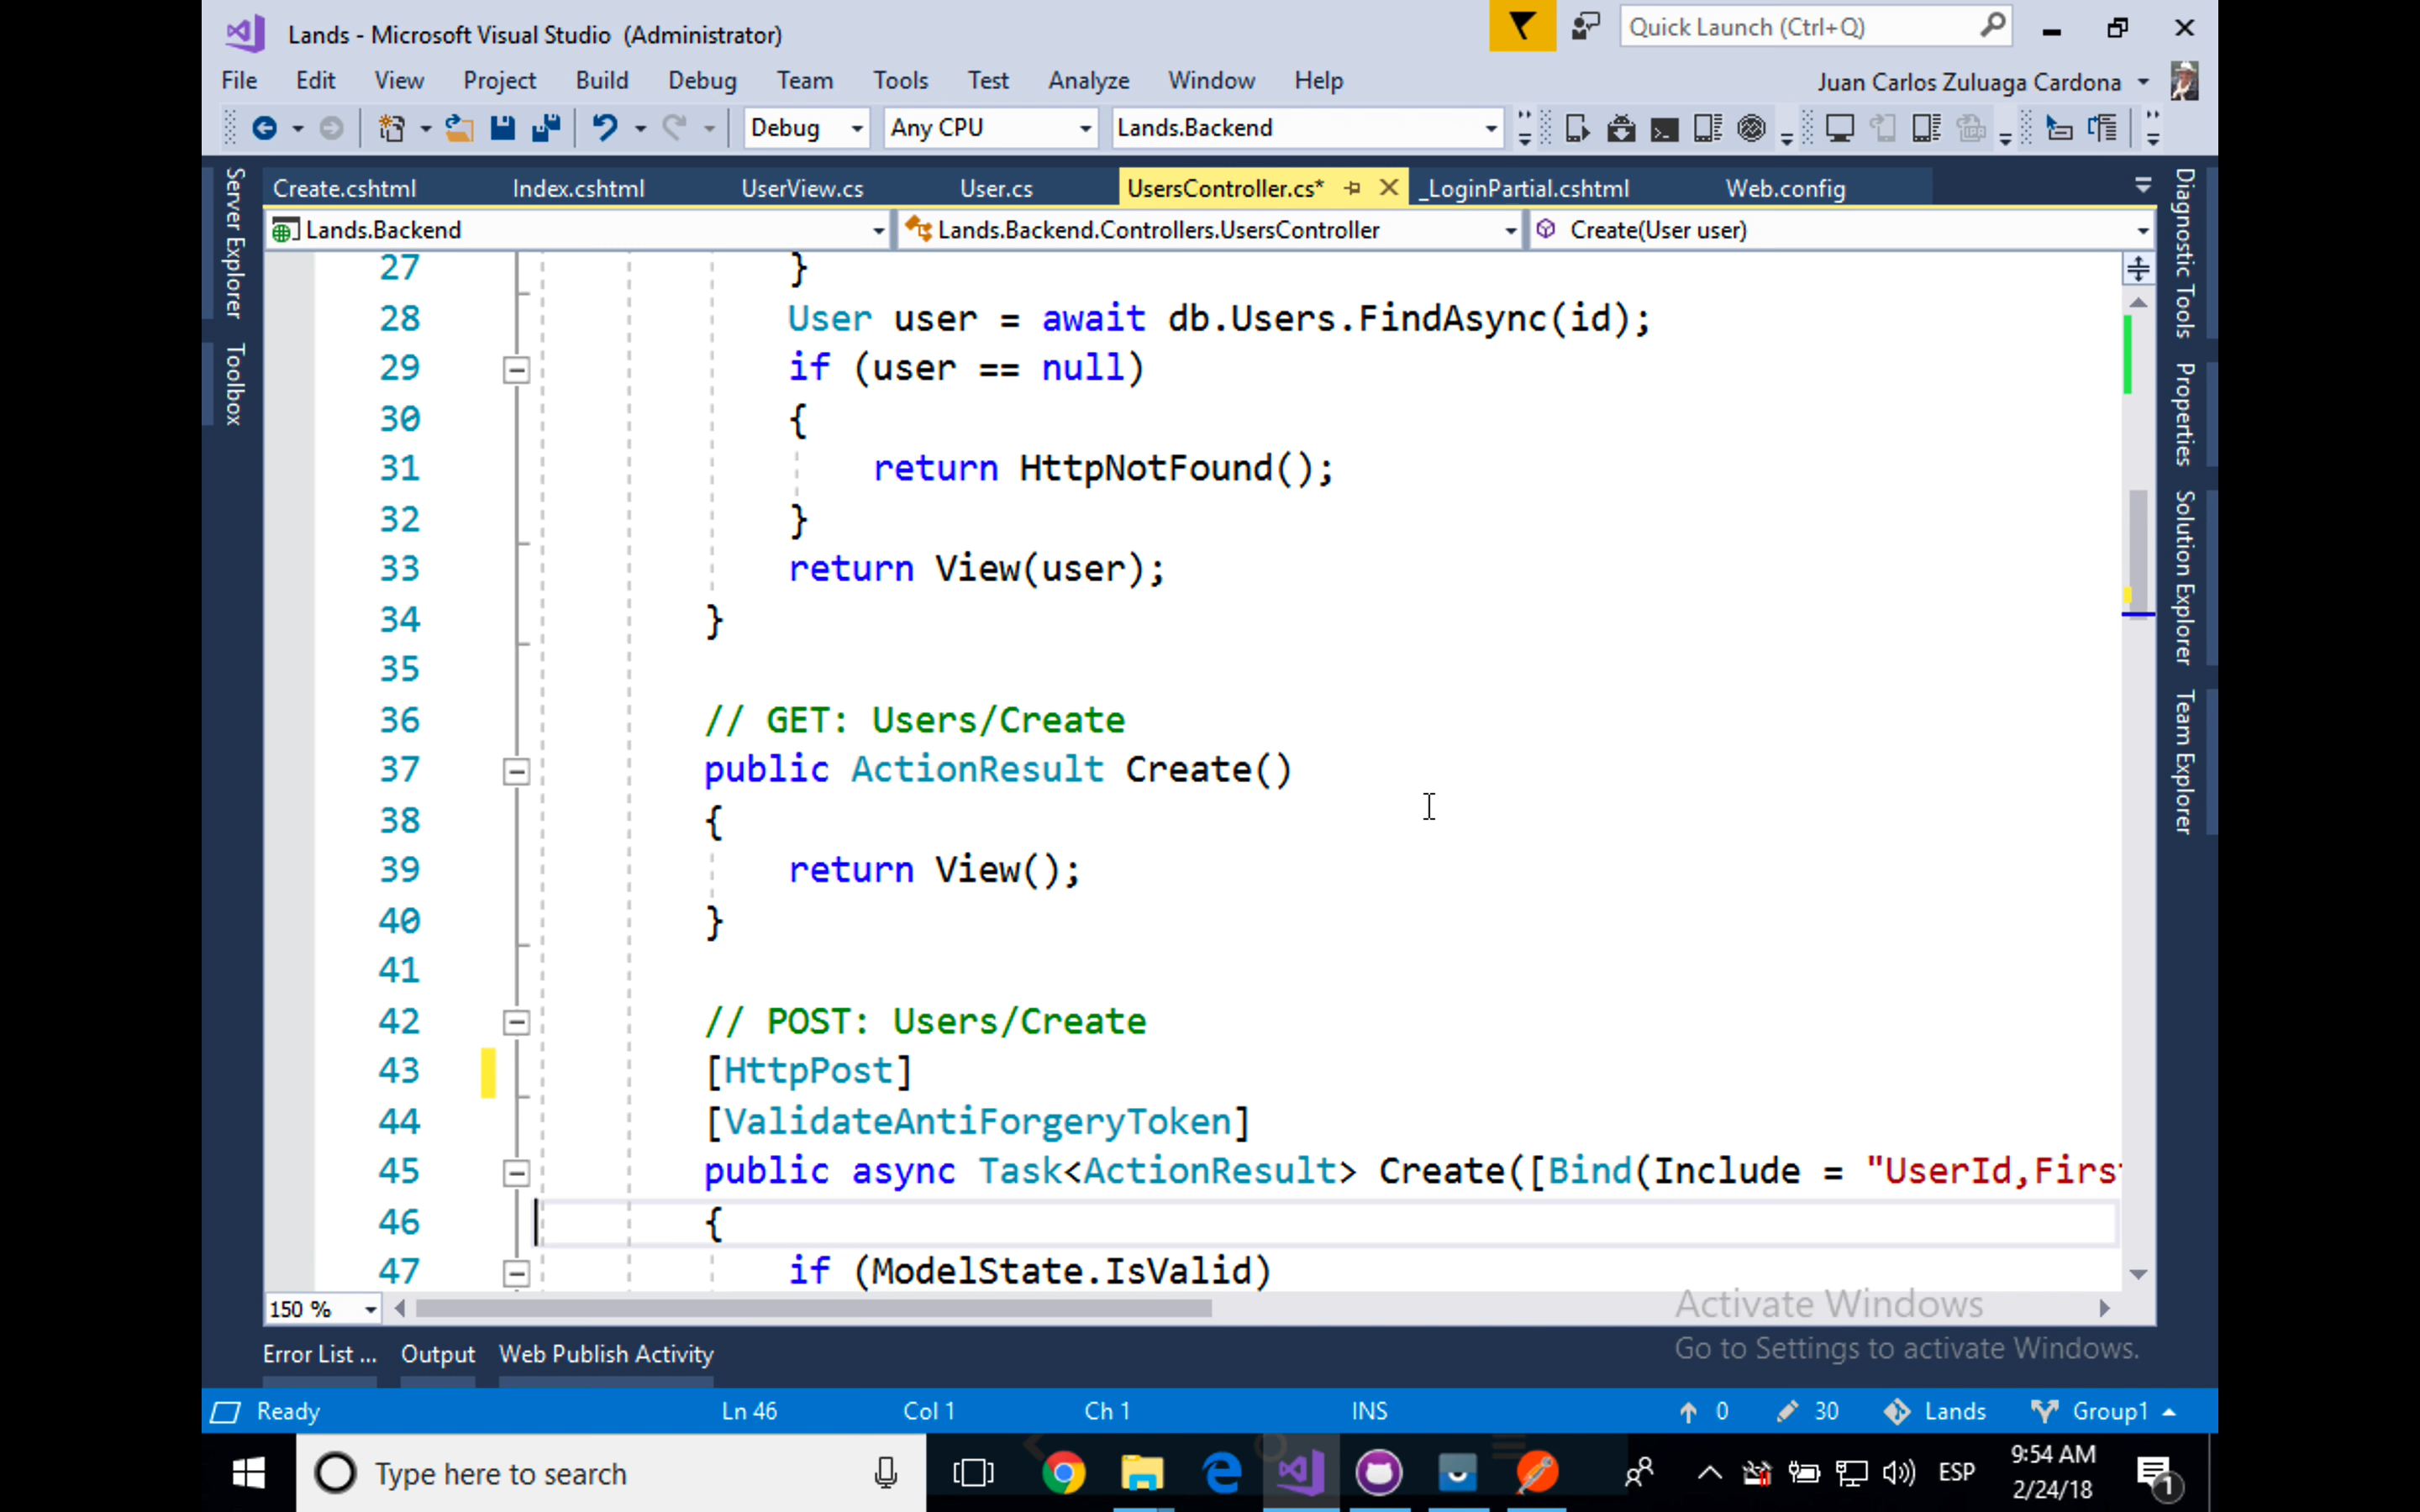 Lands - Microsoft Visual Studio (Administrator)
Quick Launch (Ctrl+Q)
File Edit View Project Build Debug Team Tools Test Analyze Window Help
Juan Carlos Zuluaga Cardona
Debug Any CPU Lands.Backend
Server Explorer
Toolbox
Create.cshtml Index.cshtml UserView.cs User.cs UsersController.cs* _LoginPartial.cshtml Web.config
Lands.Backend Lands.Backend.Controllers.UsersController Create(User user)
27 }
28 User user = await db.Users.FindAsync(id);
29 if (user == null)
30 {
31 return HttpNotFound();
32 }
33 return View(user);
34 }
35
36 // GET: Users/Create
37 public ActionResult Create()
38 {
39 return View();
40 }
41
42 // POST: Users/Create
43 [HttpPost]
44 [ValidateAntiForgeryToken]
45 public async Task<ActionResult> Create([Bind(Include = "UserId,Firs
46 {
47 if (ModelState.IsValid)
Diagnostic Tools
Properties
Solution Explorer
Team Explorer
150 %
Activate Windows
Go to Settings to activate Windows.
Error List ... Output Web Publish Activity
Ready Ln 46 Col 1 Ch 1 INS 0 30 Lands Group1
Type here to search
ESP
9:54 AM
2/24/18
1